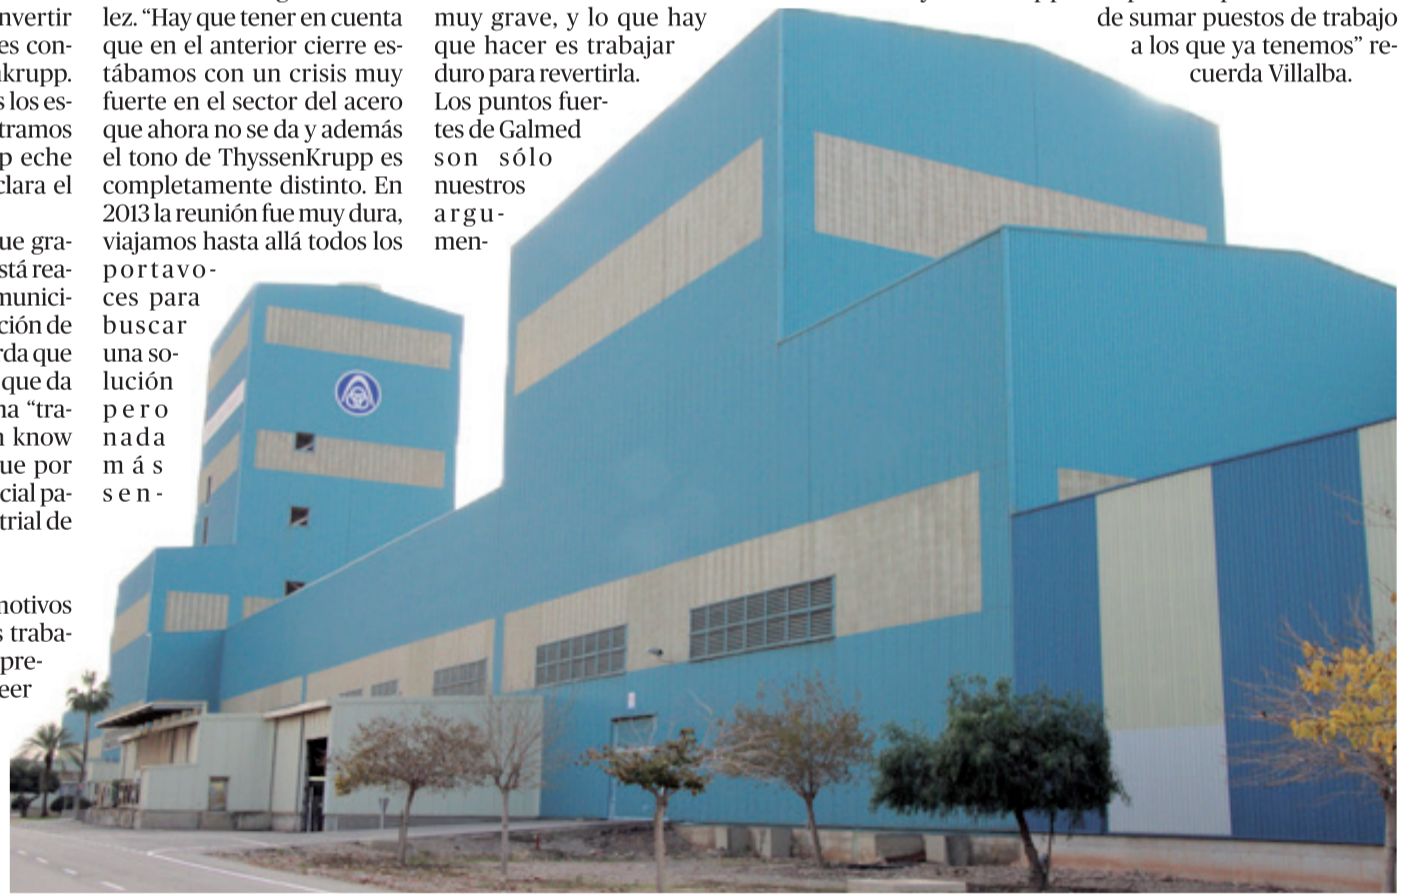 nvertir
es con-
krupp.
s los es-
tramos
p eche
clara el
ue gra-
stá rea-
munici-
ción de
rda que
que da
na “tra-
n know
ue por
cial pa-
trial de
motivos
s traba-
pre-
eer
lez. “Hay que tener en cuenta
que en el anterior cierre es-
tábamos con un crisis muy
fuerte en el sector del acero
que ahora no se da y además
el tono de ThyssenKrupp es
completamente distinto. En
2013 la reunión fue muy dura,
viajamos hasta allá todos los
portavo-
ces para
buscar
una so-
lución
pero
nada
más
sen-
muy grave, y lo que hay
que hacer es trabajar
duro para revertirla.
Los puntos fuer-
tes de Galmed
son sólo
nuestros
argu-
men-
de sumar puestos de trabajo
a los que ya tenemos” re-
cuerda Villalba.